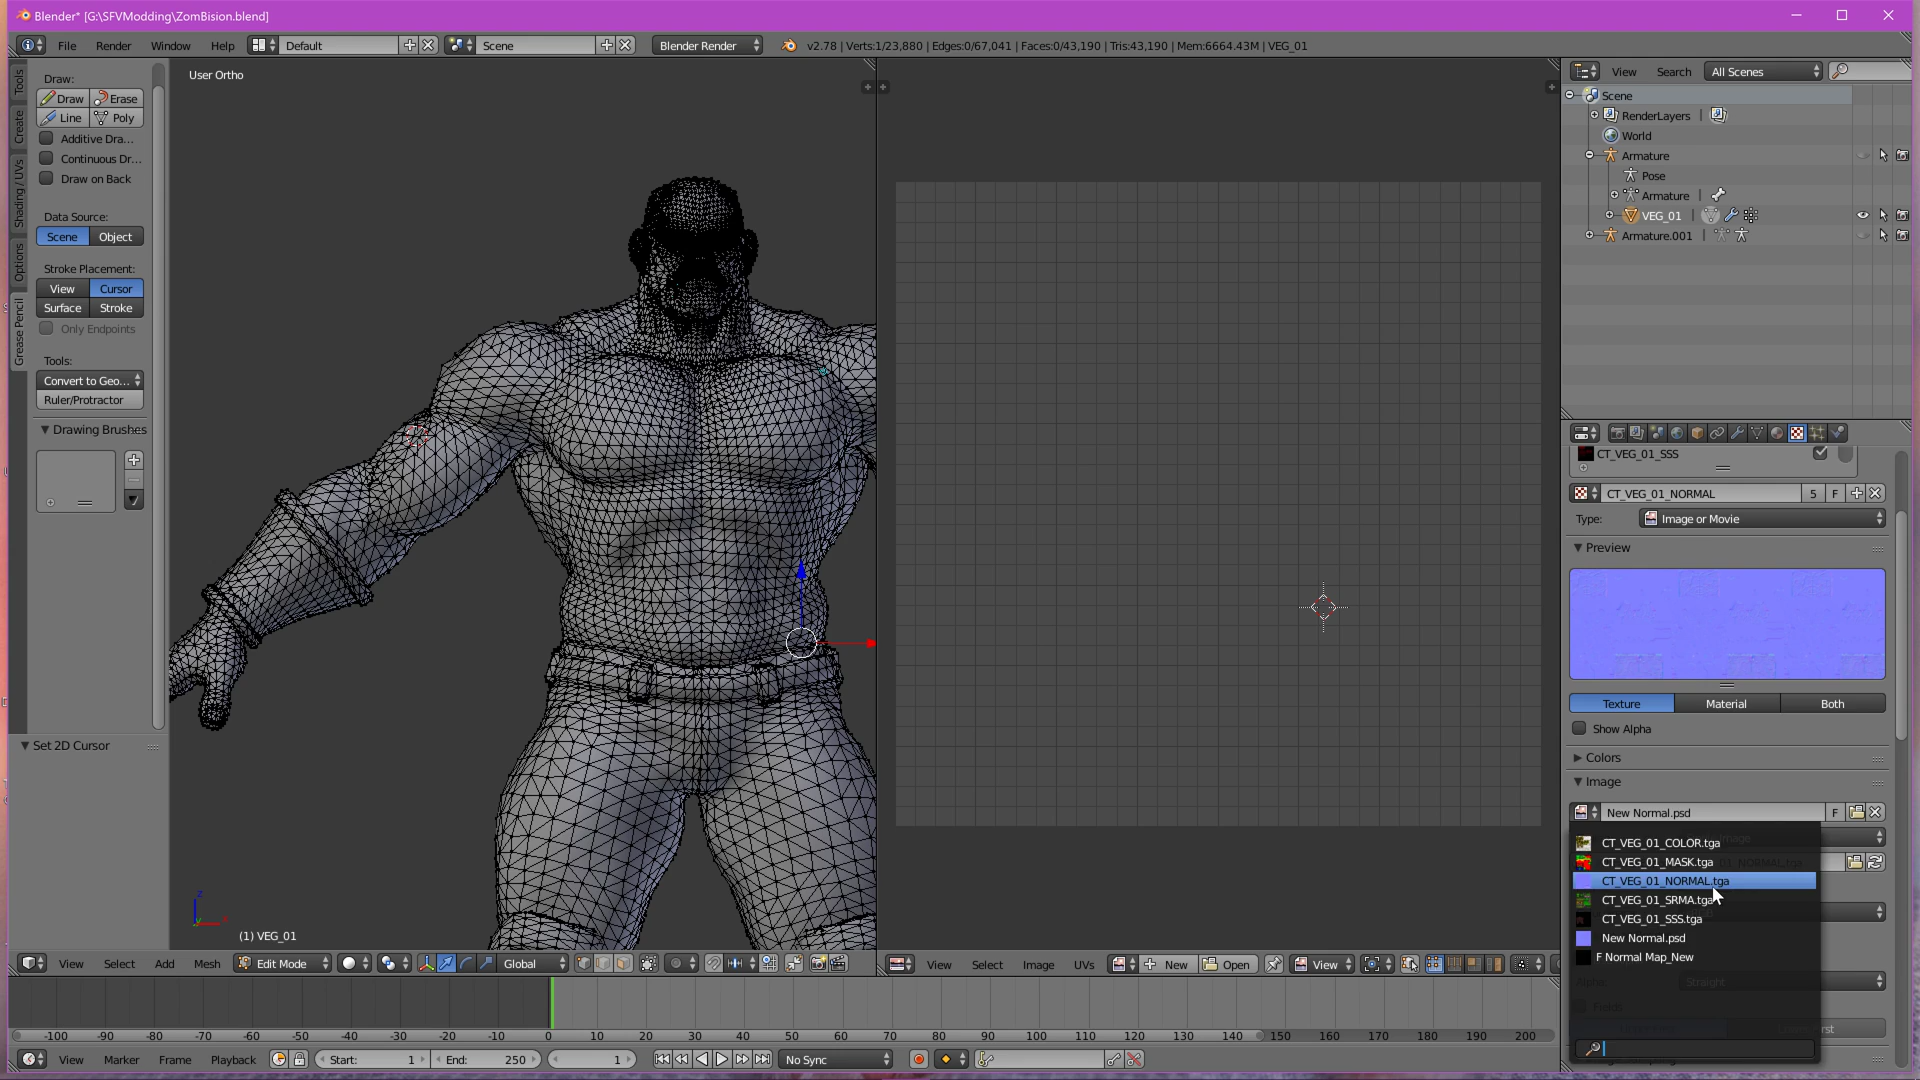 Blender* [G:\SFVModding\ZomBision.blend]
File Render Window Help Default Scene Blender Render v2.78 | Verts:1/23,880 | Edges:0/67,041 | Faces:0/43,190 | Tris:43,190 | Mem:6664.43M | VEG_01
Tools
Create
Shading / UVs
Options
Grease Pencil
Draw:
Draw Erase
Line Poly
Additive Dra...
Continuous Dr...
Draw on Back
Data Source:
Scene Object
Stroke Placement:
View Cursor
Surface Stroke
Only Endpoints
Tools:
Convert to Geo...
Ruler/Protractor
Drawing Brushes
Set 2D Cursor
User Ortho
(1) VEG_01
View Select Add Mesh Edit Mode Global
View Select Image UVs New Open View
View Search All Scenes
Scene
RenderLayers
World
Armature
Pose
Armature
VEG_01
Armature.001
CT_VEG_01_SSS
CT_VEG_01_NORMAL 5 F
Type: Image or Movie
Preview
Texture Material Both
Show Alpha
Colors
Image
New Normal.psd F
CT_VEG_01_COLOR.tga
CT_VEG_01_MASK.tga
CT_VEG_01_NORMAL.tga
CT_VEG_01_SRMA.tga
CT_VEG_01_SSS.tga
New Normal.psd
F Normal Map_New
Straight
Fields
-100 -90 -80 -70 -60 -50 -40 -30 -20 -10 0 10 20 30 40 50 60 70 80 90 100 110 120 130 140 150 160 170 180 190 200
View Marker Frame Playback Start: 1 End: 250 1 No Sync